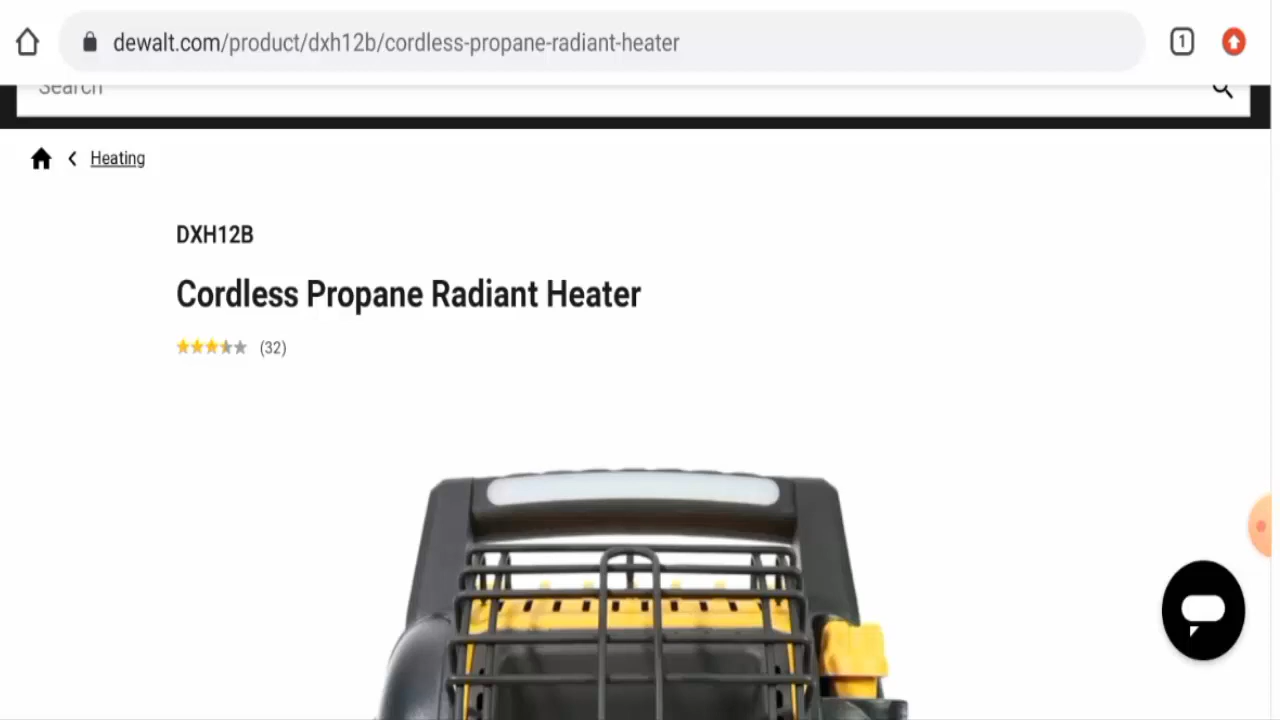 dewalt.com/product/dxh12b/cordless-propane-radiant-heater
1
Search
Heating
DXH12B
Cordless Propane Radiant Heater
(32)